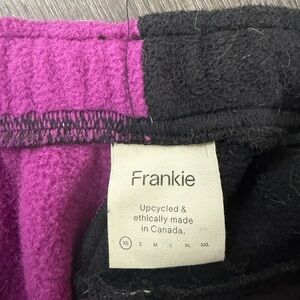 Frankie
Upcycled &
ethically made
in Canada.
XS S M L XL XXL